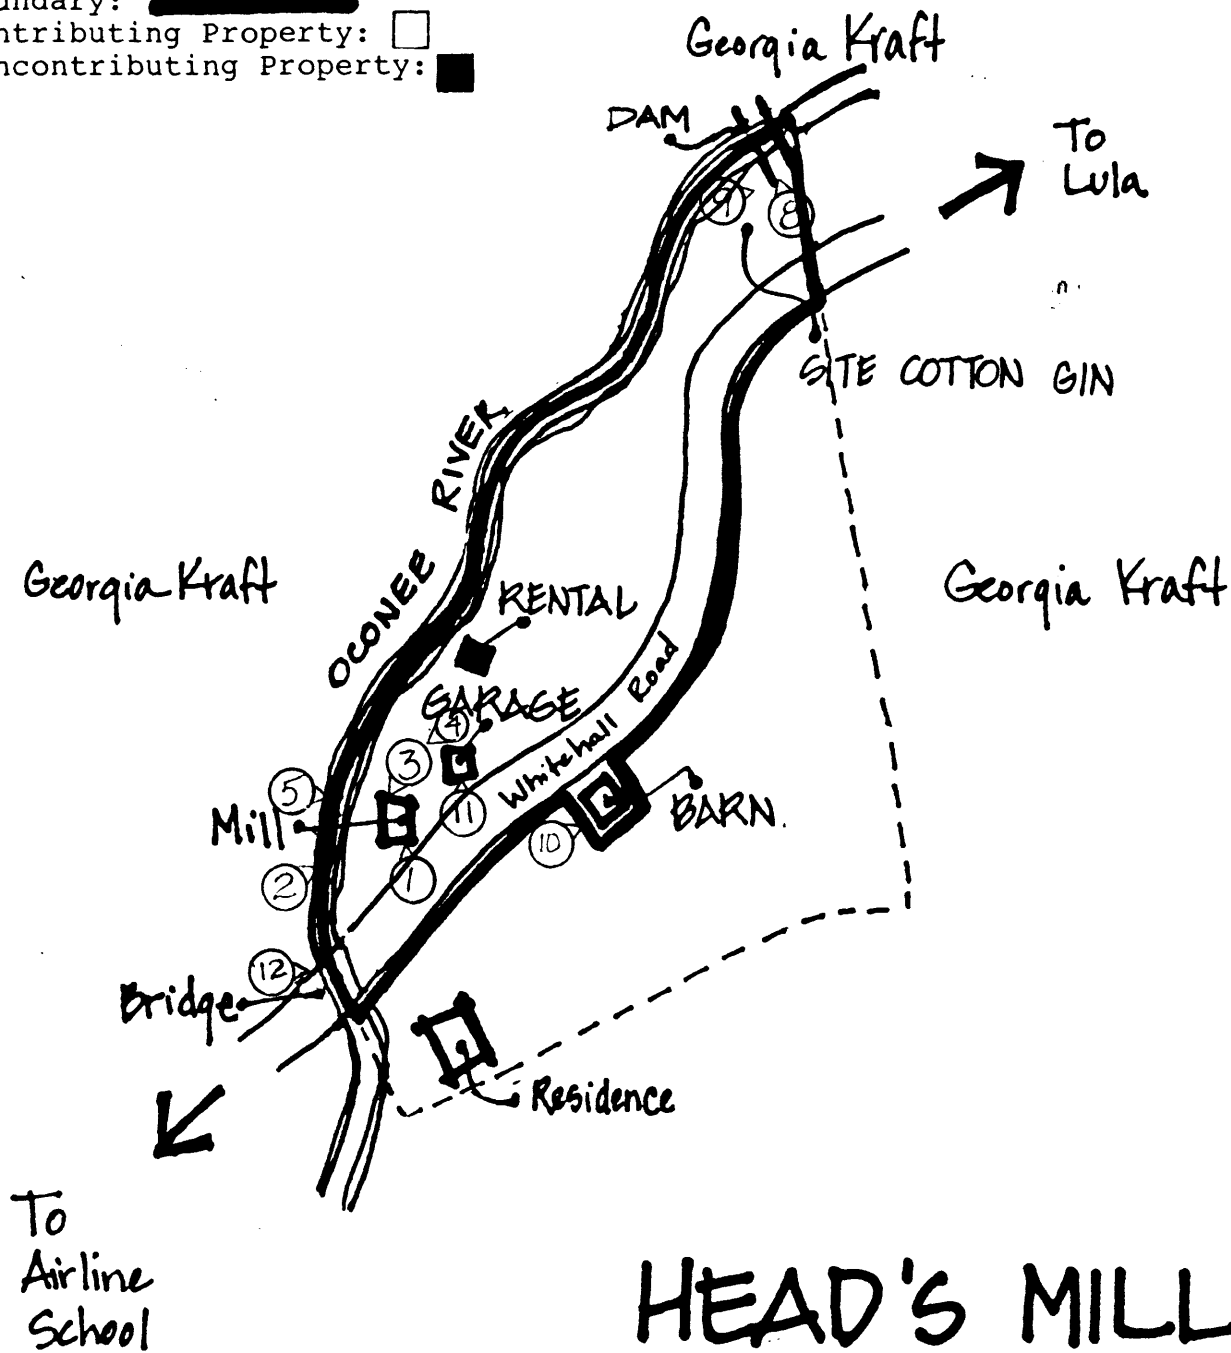 undary:
ntributing Property:
ncontributing Property:
Georgia Kraft
DAM
To
Lula
9
8
SITE COTTON GIN
OCONEE RIVER
Georgia Kraft
Georgia Kraft
RENTAL
GARAGE
4
3
5
Whitehall Road
Mill
11
BARN.
10
1
2
12
Bridge
Residence
To
Airline
School
HEAD'S MILL